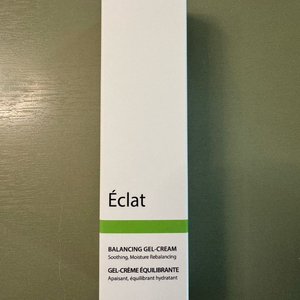 Éclat
BALANCING GEL-CREAM
Soothing, Moisture Rebalancing
GEL-CRÈME ÉQUILIBRANTE
Apaisant, équilibrant hydratant